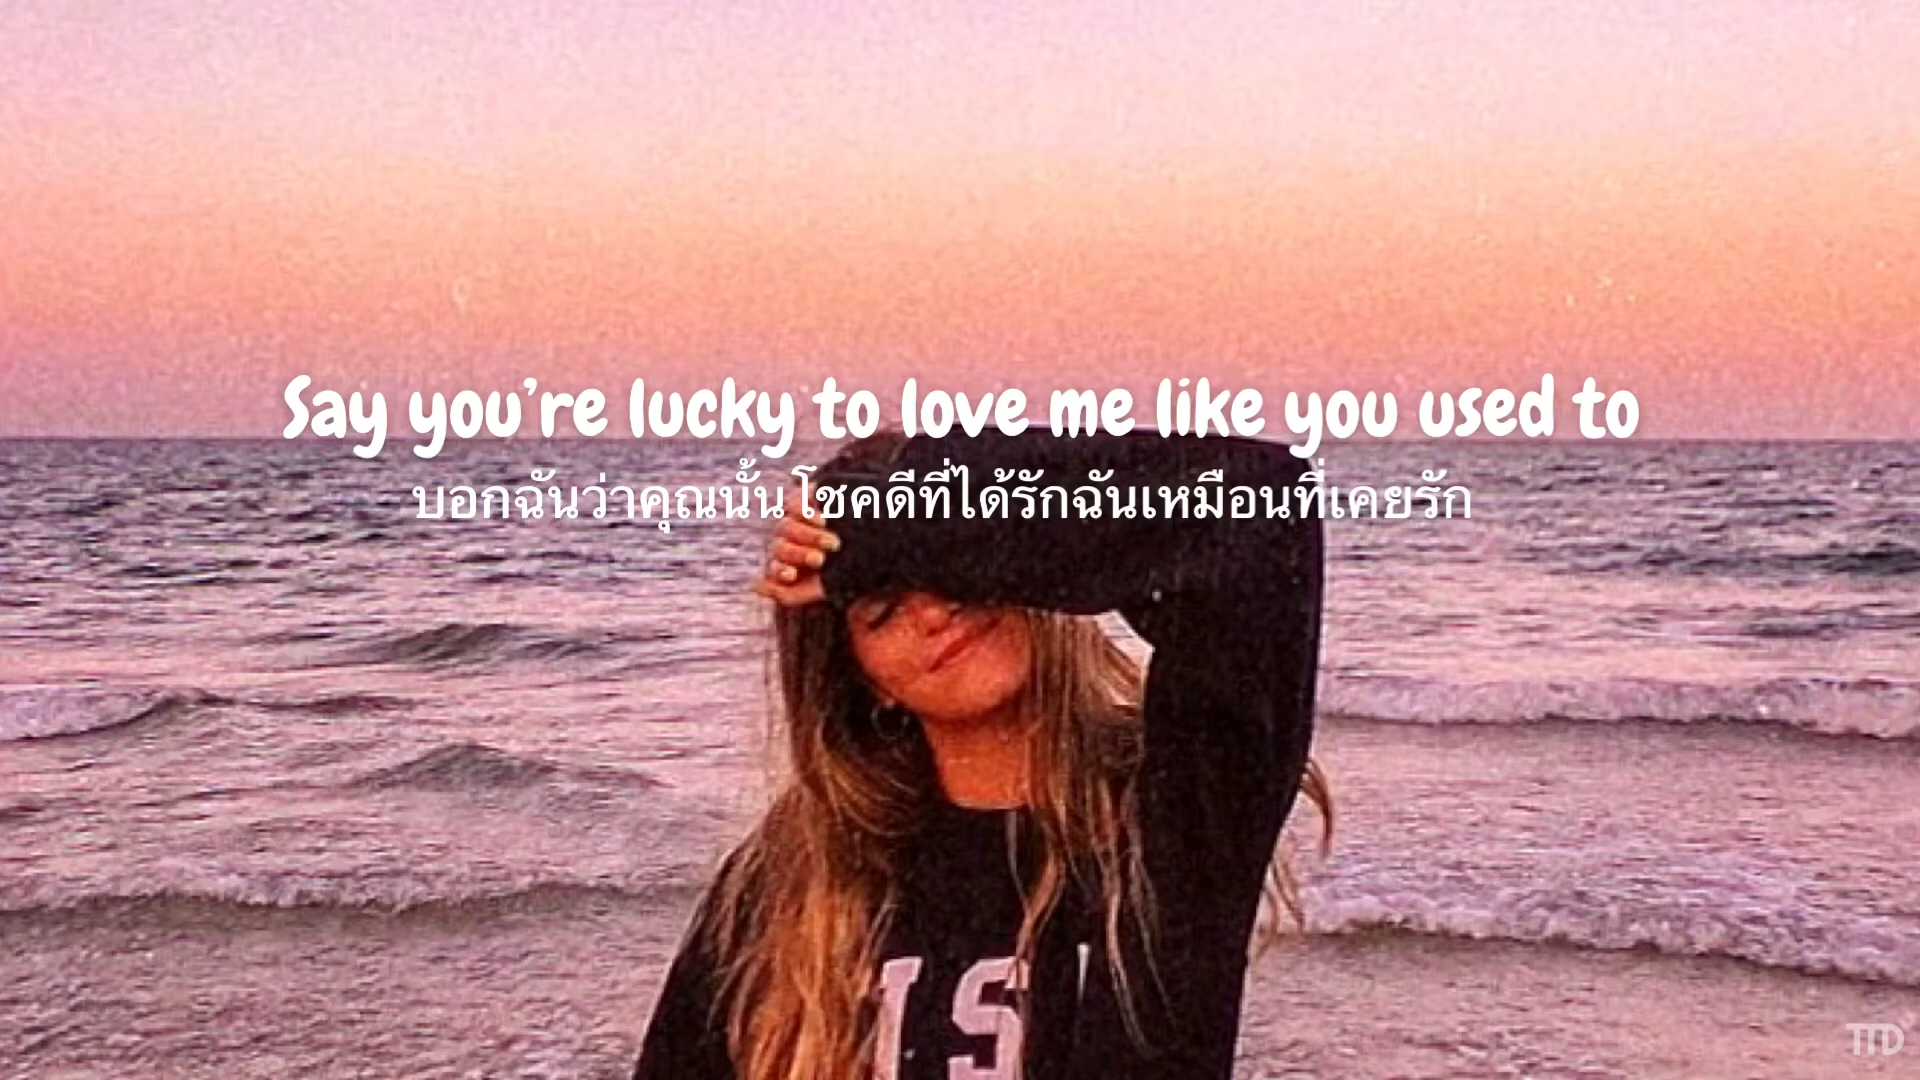 Say you’re lucky to love me like you used to
บอกฉันว่าคุณนั้นโชคดีที่ได้รักฉันเหมือนที่เคยรัก
IS
TTD